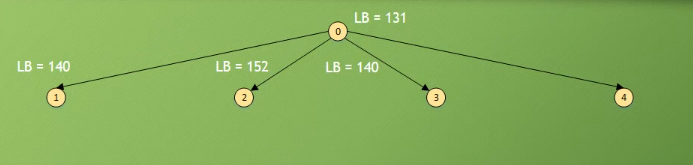 LB = 131
0
LB = 140
LB = 152
LB = 140
1
2
3
4